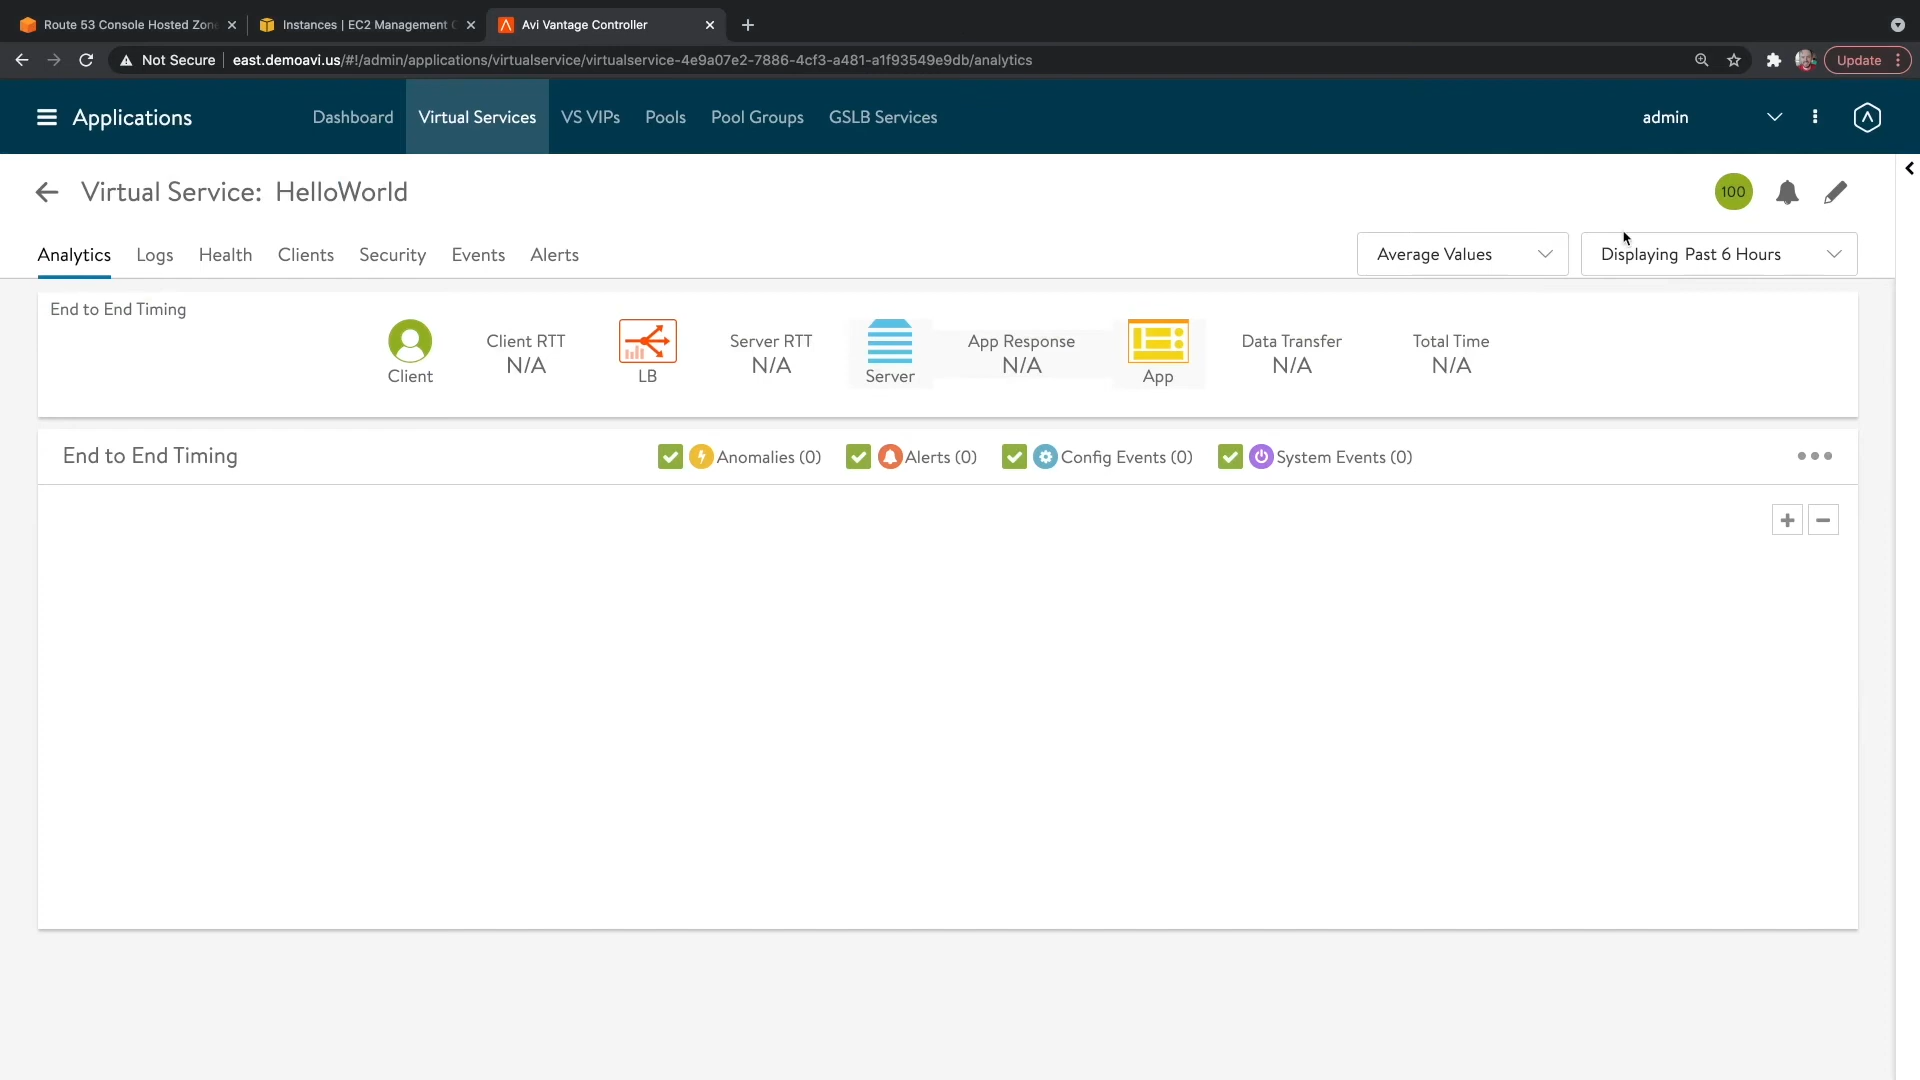 Route 53 Console Hosted Zone
Instances | EC2 Management C
Avi Vantage Controller
Not Secure
east.demoavi.us/#!/admin/applications/virtualservice/virtualservice-4e9a07e2-7886-4cf3-a481-a1f93549e9db/analytics
Update
Applications
Dashboard
Virtual Services
VS VIPs
Pools
Pool Groups
GSLB Services
admin
Virtual Service: HelloWorld
100
Analytics
Logs
Health
Clients
Security
Events
Alerts
Average Values
Displaying Past 6 Hours
End to End Timing
Client
Client RTT
N/A
LB
Server RTT
N/A
Server
App Response
N/A
App
Data Transfer
N/A
Total Time
N/A
End to End Timing
Anomalies (0)
Alerts (0)
Config Events (0)
System Events (0)